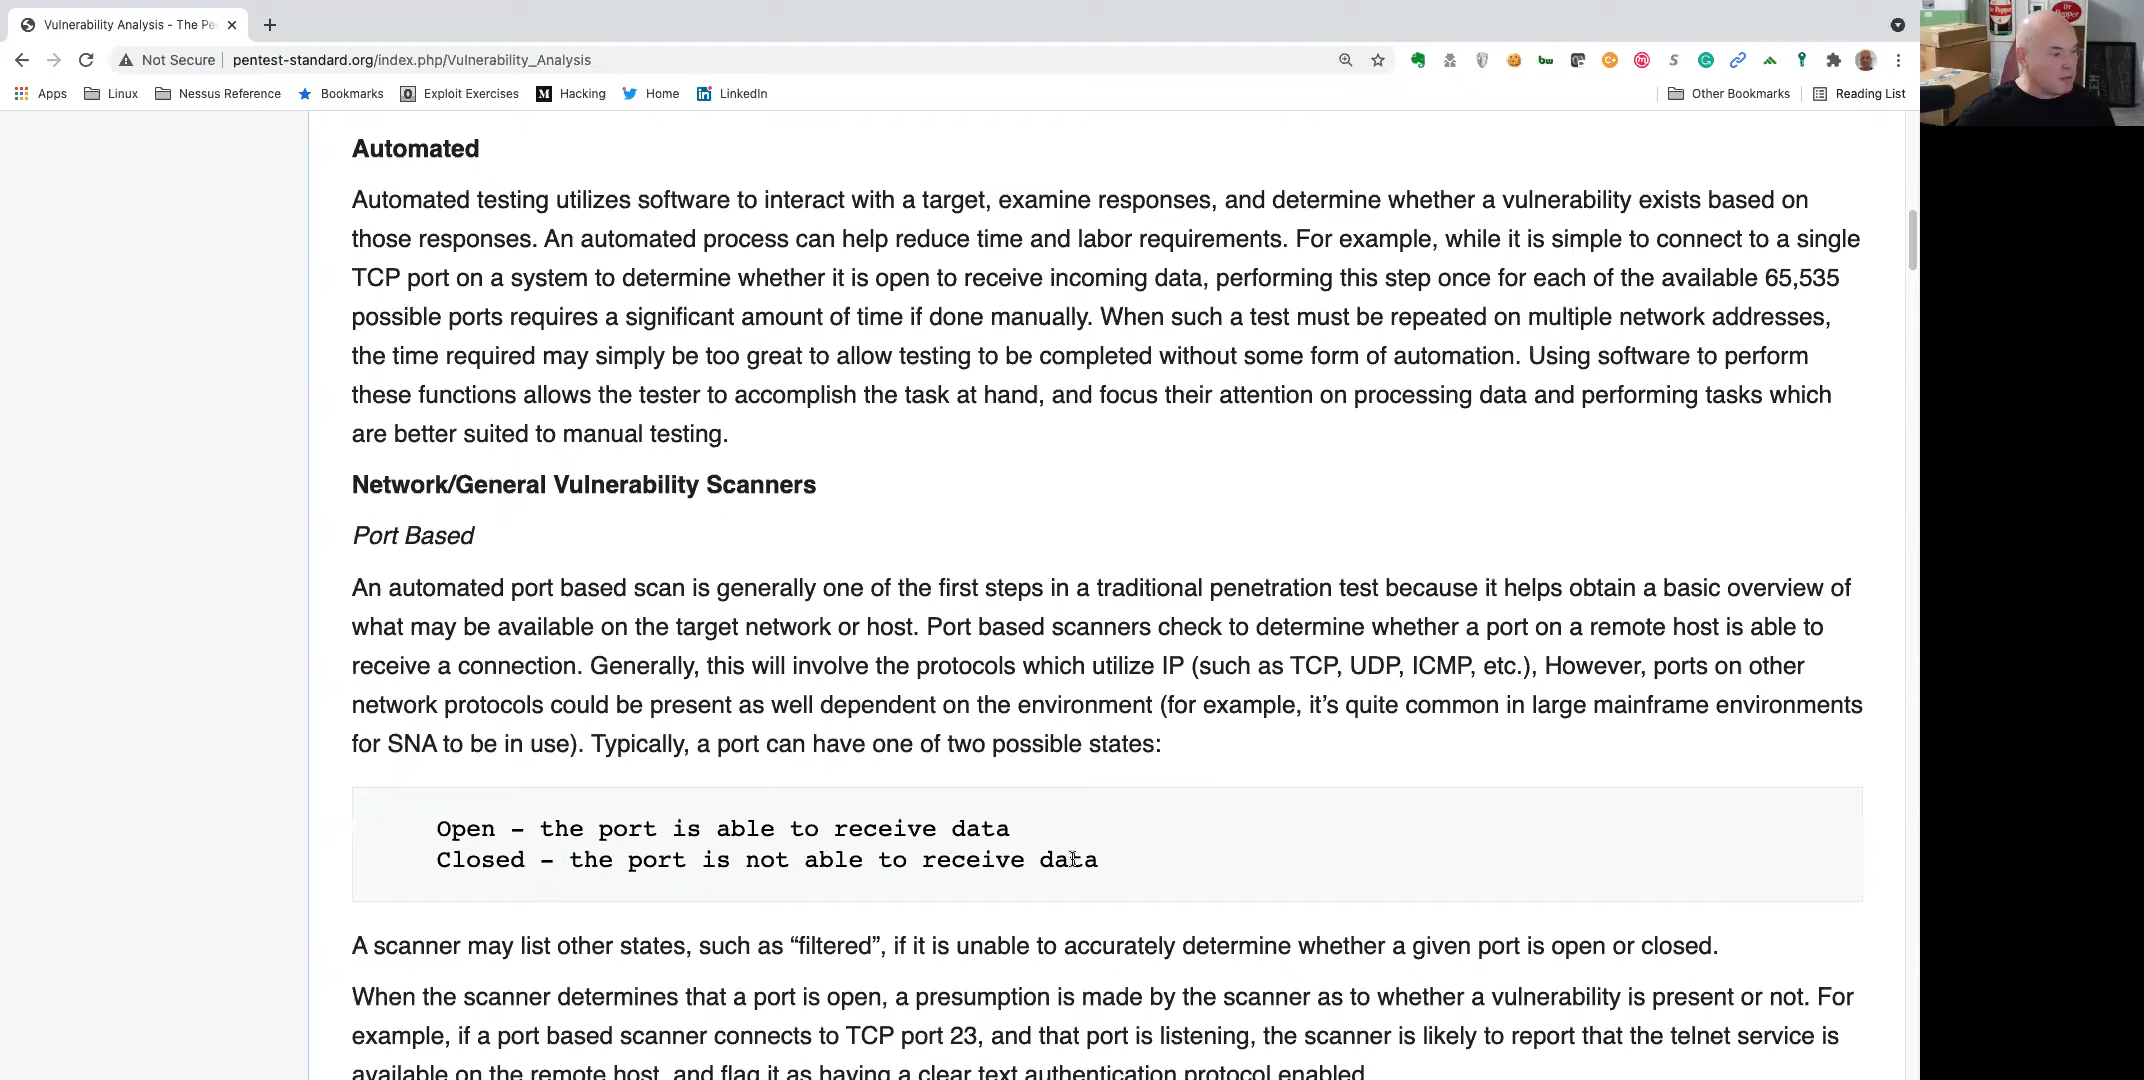 Vulnerability Analysis - The Pe
Not Secure
pentest-standard.org/index.php/Vulnerability_Analysis
Apps
Linux
Nessus Reference
Bookmarks
Exploit Exercises
Hacking
Home
LinkedIn
Other Bookmarks
Reading List
Automated
Automated testing utilizes software to interact with a target, examine responses, and determine whether a vulnerability exists based on
those responses. An automated process can help reduce time and labor requirements. For example, while it is simple to connect to a single
TCP port on a system to determine whether it is open to receive incoming data, performing this step once for each of the available 65,535
possible ports requires a significant amount of time if done manually. When such a test must be repeated on multiple network addresses,
the time required may simply be too great to allow testing to be completed without some form of automation. Using software to perform
these functions allows the tester to accomplish the task at hand, and focus their attention on processing data and performing tasks which
are better suited to manual testing.
Network/General Vulnerability Scanners
Port Based
An automated port based scan is generally one of the first steps in a traditional penetration test because it helps obtain a basic overview of
what may be available on the target network or host. Port based scanners check to determine whether a port on a remote host is able to
receive a connection. Generally, this will involve the protocols which utilize IP (such as TCP, UDP, ICMP, etc.), However, ports on other
network protocols could be present as well dependent on the environment (for example, it’s quite common in large mainframe environments
for SNA to be in use). Typically, a port can have one of two possible states:
Open – the port is able to receive data
Closed – the port is not able to receive data
A scanner may list other states, such as “filtered”, if it is unable to accurately determine whether a given port is open or closed.
When the scanner determines that a port is open, a presumption is made by the scanner as to whether a vulnerability is present or not. For
example, if a port based scanner connects to TCP port 23, and that port is listening, the scanner is likely to report that the telnet service is
available on the remote host, and flag it as having a clear text authentication protocol enabled.